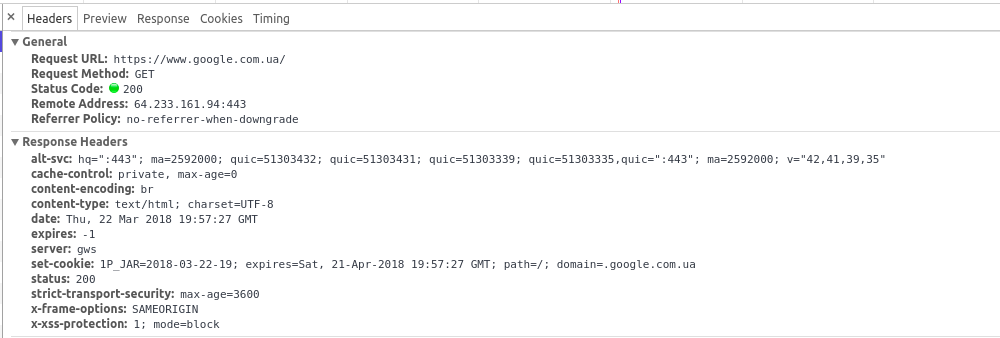 × Headers Preview Response Cookies Timing
▼ General
Request URL: https://www.google.com.ua/
Request Method: GET
Status Code: 200
Remote Address: 64.233.161.94:443
Referrer Policy: no-referrer-when-downgrade
▼ Response Headers
alt-svc: hq=":443"; ma=2592000; quic=51303432; quic=51303431; quic=51303339; quic=51303335,quic=":443"; ma=2592000; v="42,41,39,35"
cache-control: private, max-age=0
content-encoding: br
content-type: text/html; charset=UTF-8
date: Thu, 22 Mar 2018 19:57:27 GMT
expires: -1
server: gws
set-cookie: 1P_JAR=2018-03-22-19; expires=Sat, 21-Apr-2018 19:57:27 GMT; path=/; domain=.google.com.ua
status: 200
strict-transport-security: max-age=3600
x-frame-options: SAMEORIGIN
x-xss-protection: 1; mode=block